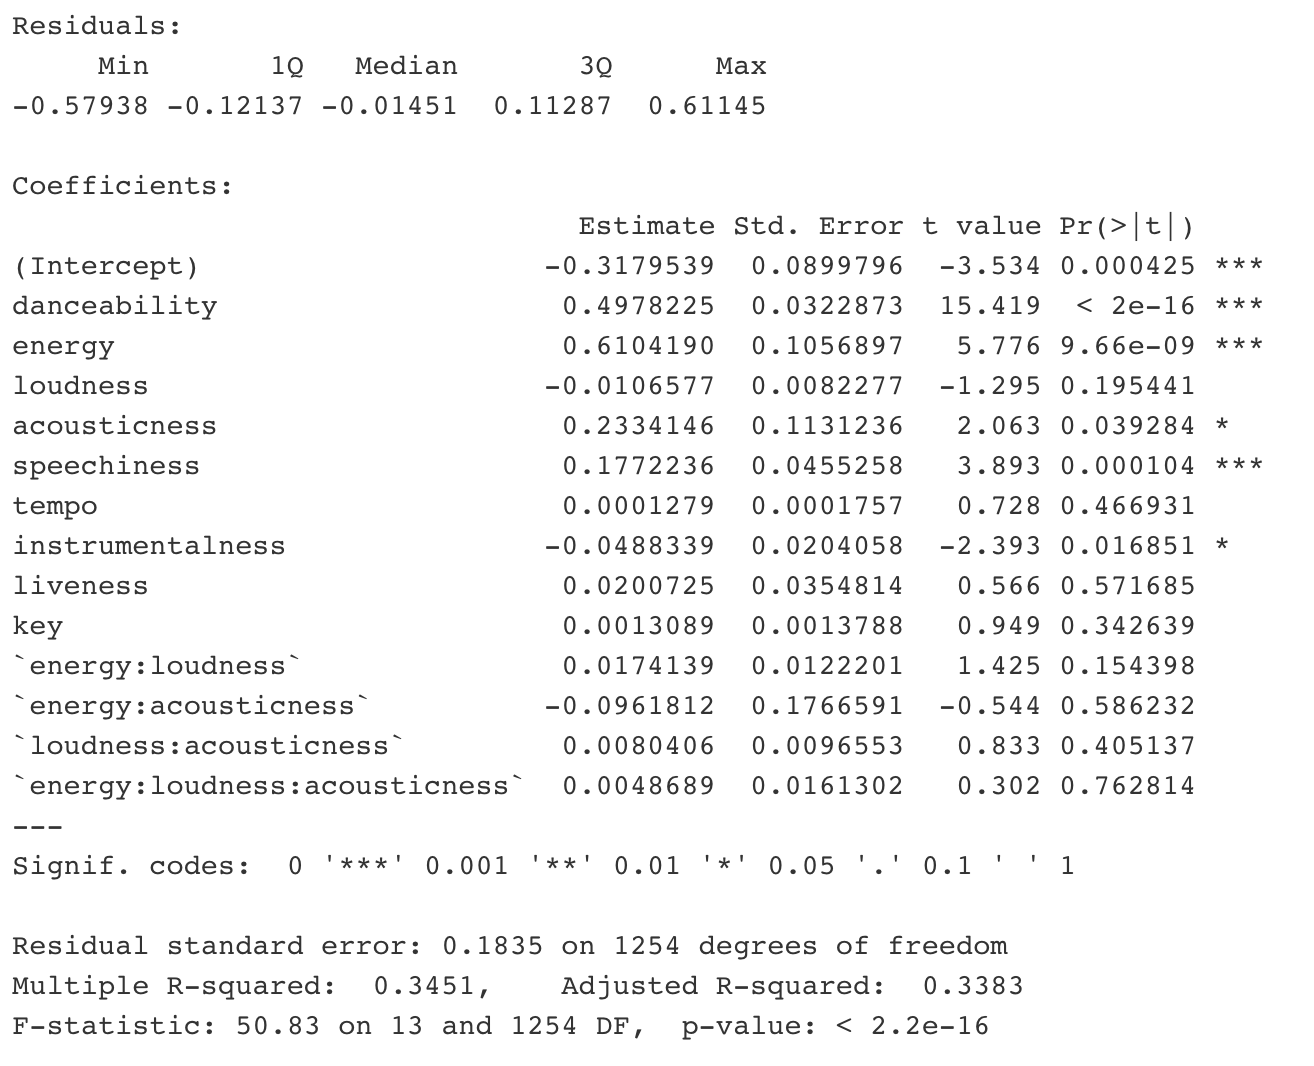 Residuals:
     Min       1Q   Median       3Q      Max
-0.57938 -0.12137 -0.01451  0.11287  0.61145

Coefficients:
                                 Estimate Std. Error t value Pr(>|t|)
(Intercept)                    -0.3179539  0.0899796  -3.534 0.000425 ***
danceability                    0.4978225  0.0322873  15.419  < 2e-16 ***
energy                          0.6104190  0.1056897   5.776 9.66e-09 ***
loudness                       -0.0106577  0.0082277  -1.295 0.195441
acousticness                    0.2334146  0.1131236   2.063 0.039284 *
speechiness                     0.1772236  0.0455258   3.893 0.000104 ***
tempo                           0.0001279  0.0001757   0.728 0.466931
instrumentalness               -0.0488339  0.0204058  -2.393 0.016851 *
liveness                        0.0200725  0.0354814   0.566 0.571685
key                             0.0013089  0.0013788   0.949 0.342639
`energy:loudness`               0.0174139  0.0122201   1.425 0.154398
`energy:acousticness`          -0.0961812  0.1766591  -0.544 0.586232
`loudness:acousticness`         0.0080406  0.0096553   0.833 0.405137
`energy:loudness:acousticness`  0.0048689  0.0161302   0.302 0.762814
---
Signif. codes:  0 '***' 0.001 '**' 0.01 '*' 0.05 '.' 0.1 ' ' 1

Residual standard error: 0.1835 on 1254 degrees of freedom
Multiple R-squared:  0.3451,    Adjusted R-squared:  0.3383
F-statistic: 50.83 on 13 and 1254 DF,  p-value: < 2.2e-16